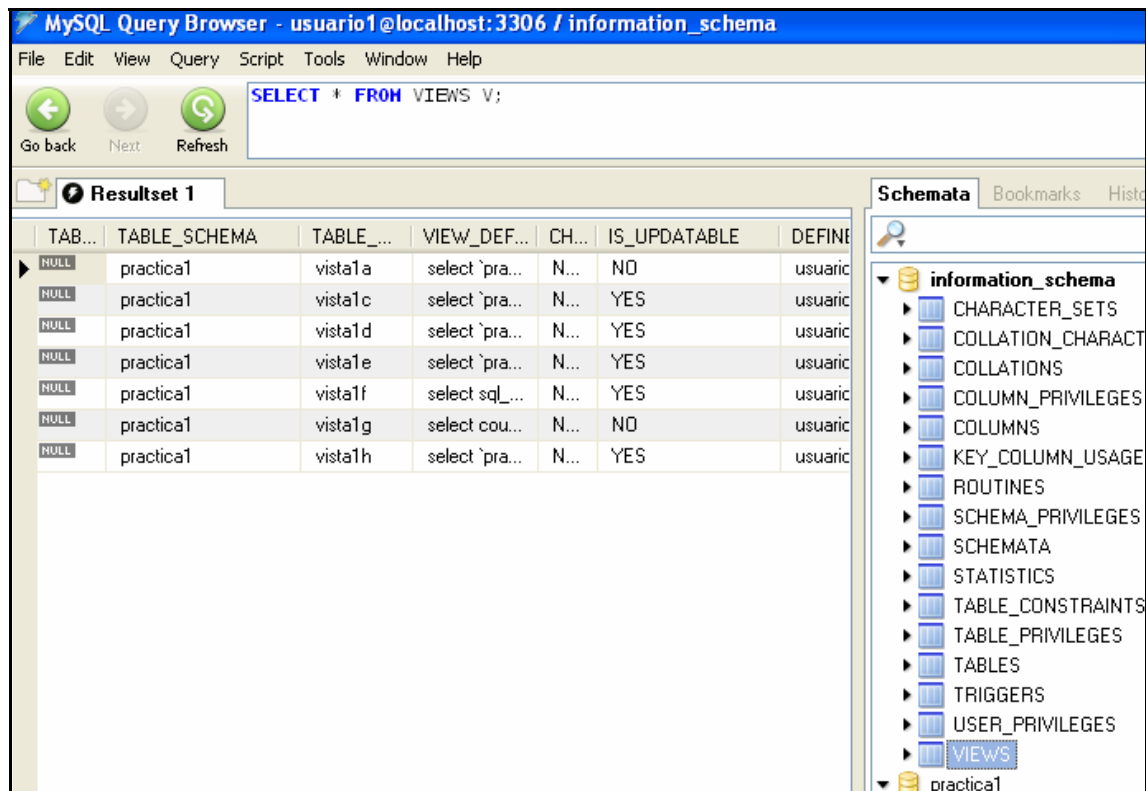 MySQL Query Browser - usuario1@localhost:3306 / information_schema
File Edit View Query Script Tools Window Help
SELECT * FROM VIEWS V;
Go back Next Refresh
Resultset 1
TAB... TABLE_SCHEMA TABLE_... VIEW_DEF... CH... IS_UPDATABLE DEFINE
NULL practica1 vista1a select `pra... N... NO usuaric
NULL practica1 vista1c select `pra... N... YES usuaric
NULL practica1 vista1d select `pra... N... YES usuaric
NULL practica1 vista1e select `pra... N... YES usuaric
NULL practica1 vista1f select sql_... N... YES usuaric
NULL practica1 vista1g select cou... N... NO usuaric
NULL practica1 vista1h select `pra... N... YES usuaric
Schemata Bookmarks Histo
information_schema
CHARACTER_SETS
COLLATION_CHARACT
COLLATIONS
COLUMN_PRIVILEGES
COLUMNS
KEY_COLUMN_USAGE
ROUTINES
SCHEMA_PRIVILEGES
SCHEMATA
STATISTICS
TABLE_CONSTRAINTS
TABLE_PRIVILEGES
TABLES
TRIGGERS
USER_PRIVILEGES
VIEWS
practica1